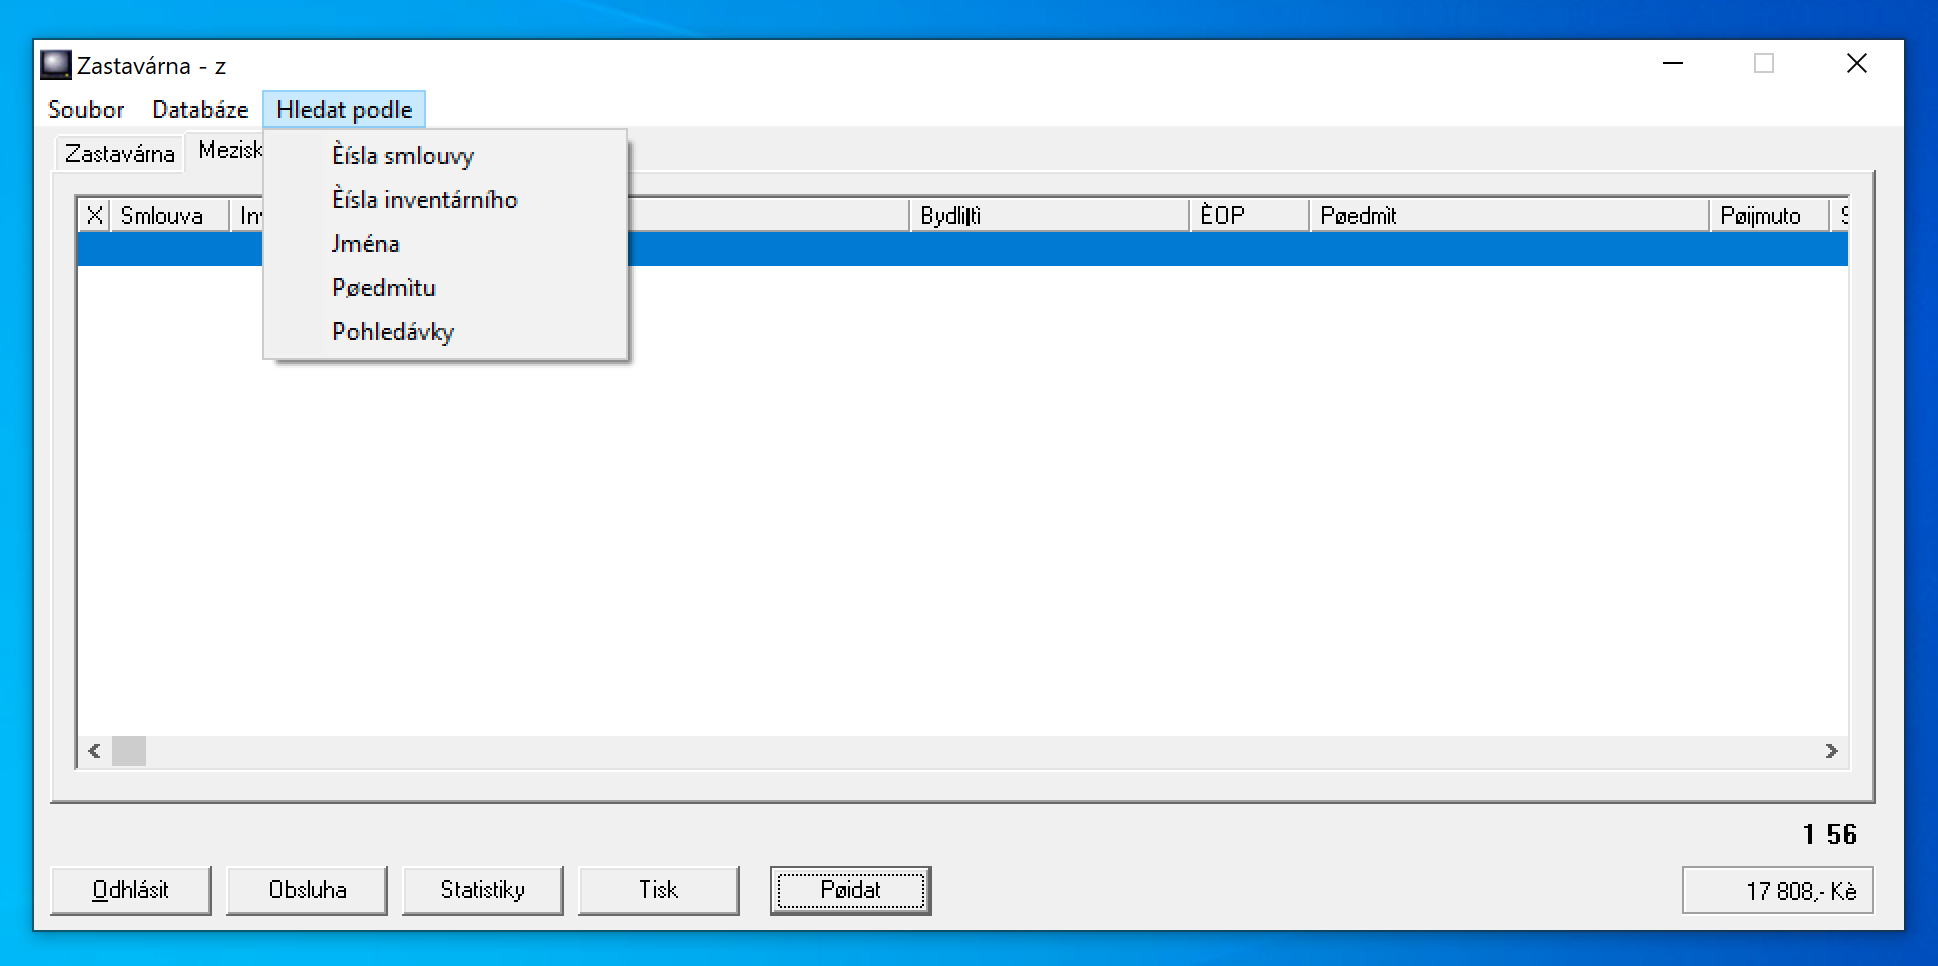 Zastavárna - z
Soubor Databáze Hledat podle
Zastavárna Mezisk
Èísla smlouvy
Èísla inventárního
Jména
Pøedmìtu
Pohledávky
X Smlouva Bydlištì ÈOP Pøedmìt Pøijmuto
1 56
Odhlásit Obsluha Statistiky Tisk Pøidat 17 808,- Kè